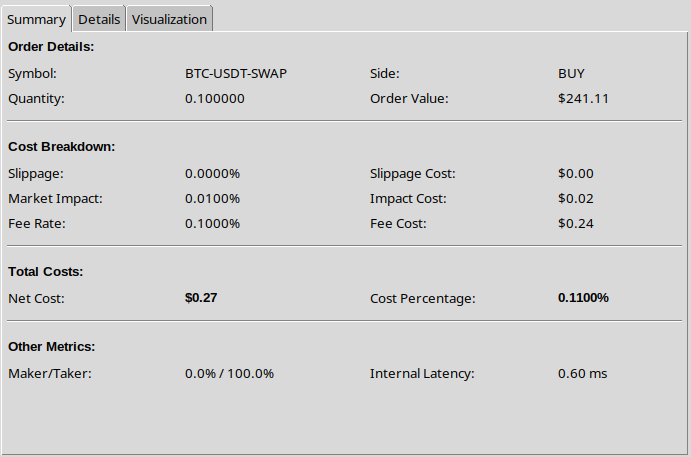 Summary Details Visualization
Order Details:
Symbol: BTC-USDT-SWAP Side: BUY
Quantity: 0.100000 Order Value: $241.11
Cost Breakdown:
Slippage: 0.0000% Slippage Cost: $0.00
Market Impact: 0.0100% Impact Cost: $0.02
Fee Rate: 0.1000% Fee Cost: $0.24
Total Costs:
Net Cost: $0.27 Cost Percentage: 0.1100%
Other Metrics:
Maker/Taker: 0.0% / 100.0% Internal Latency: 0.60 ms